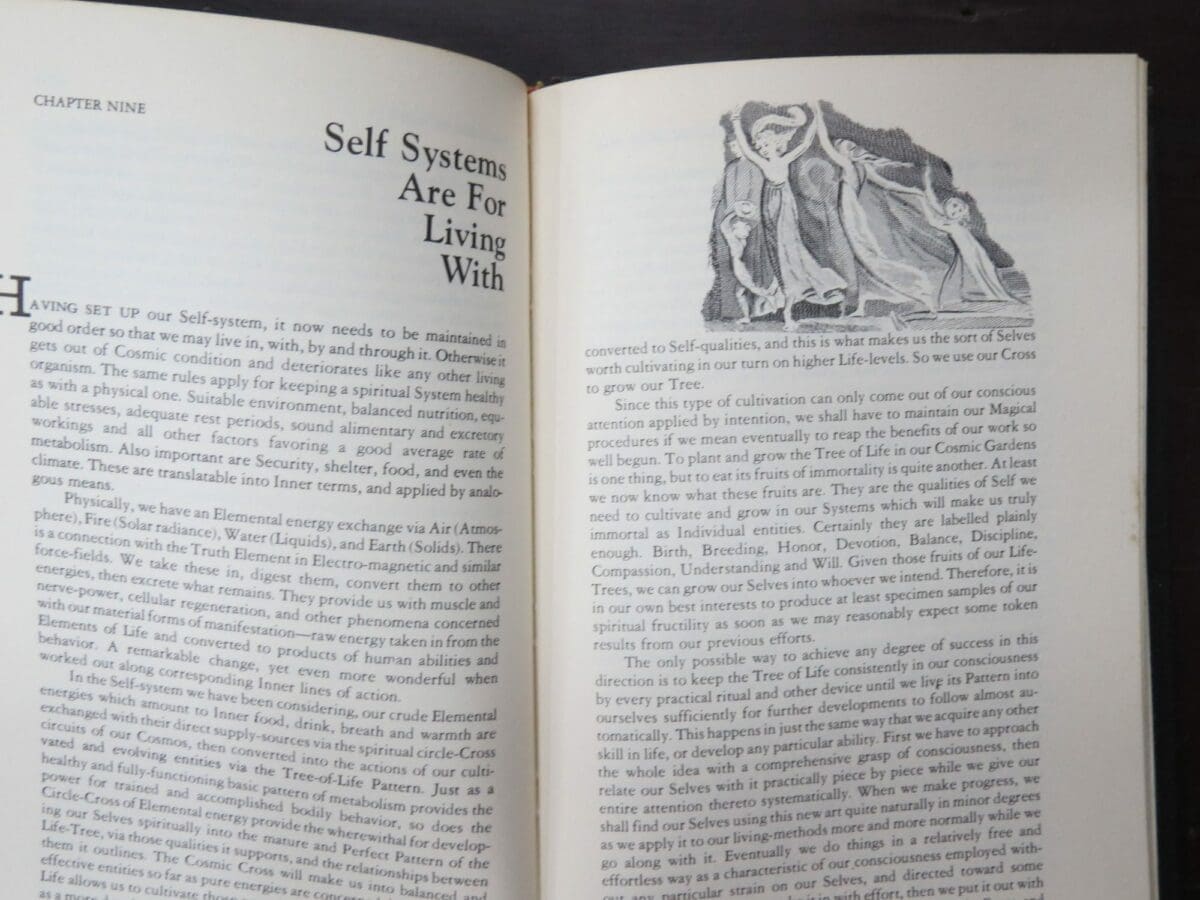 CHAPTER NINE
Self Systems
Are For
Living
With
HAVING SET UP our Self-system, it now needs to be maintained in
good order so that we may live in, with, by and through it. Otherwise it
gets out of Cosmic condition and deteriorates like any other living
organism. The same rules apply for keeping a spiritual System healthy
as with a physical one. Suitable environment, balanced nutrition, equ-
able stresses, adequate rest periods, sound alimentary and excretory
workings and all other factors favoring a good average rate of
metabolism. Also important are Security, shelter, food, and even the
climate. These are translatable into Inner terms, and applied by analo-
gous means.
Physically, we have an Elemental energy exchange via Air (Atmos-
phere), Fire (Solar radiance), Water (Liquids), and Earth (Solids). There
is a connection with the Truth Element in Electro-magnetic and similar
force-fields. We take these in, digest them, convert them to other
energies, then excrete what remains. They provide us with muscle and
nerve-power, cellular regeneration, and other phenomena concerned
with our material forms of manifestation—raw energy taken in from the
Elements of Life and converted to products of human abilities and
behavior. A remarkable change, yet even more wonderful when
worked out along corresponding Inner lines of action.
In the Self-system we have been considering, our crude Elemental
energies which amount to Inner food, drink, breath and warmth are
exchanged with their direct supply-sources via the spiritual circle-Cross
circuits of our Cosmos, then converted into the actions of our culti-
vated and evolving entities via the Tree-of-Life Pattern. Just as a
healthy and fully-functioning basic pattern of metabolism provides the
power for trained and accomplished bodily behavior, so does the
Circle-Cross of Elemental energy provide the wherewithal for develop-
ing our Selves spiritually into the mature and Perfect Pattern of the
Life-Tree, via those qualities it supports, and the relationships between
them it outlines. The Cosmic Cross will make us into balanced and
effective entities so far as pure energies are
Life allows us to cultivate
as a more
converted to Self-qualities, and this is what makes us the sort of Selves
worth cultivating in our turn on higher Life-levels. So we use our Cross
to grow our Tree.
Since this type of cultivation can only come out of our conscious
attention applied by intention, we shall have to maintain our Magical
procedures if we mean eventually to reap the benefits of our work so
well begun. To plant and grow the Tree of Life in our Cosmic Gardens
is one thing, but to eat its fruits of immortality is quite another. At least
we now know what these fruits are. They are the qualities of Self we
need to cultivate and grow in our Systems which will make us truly
immortal as Individual entities. Certainly they are labelled plainly
enough. Birth, Breeding, Honor, Devotion, Balance, Discipline,
Compassion, Understanding and Will. Given those fruits of our Life-
Trees, we can grow our Selves into whoever we intend. Therefore, it is
in our own best interests to produce at least specimen samples of our
spiritual fructility as soon as we may reasonably expect some token
results from our previous efforts.
The only possible way to achieve any degree of success in this
direction is to keep the Tree of Life consistently in our consciousness
by every practical ritual and other device until we live its Pattern into
ourselves sufficiently for further developments to follow almost au-
tomatically. This happens in just the same way that we acquire any other
skill in life, or develop any particular ability. First we have to approach
the whole idea with a comprehensive grasp of consciousness, then
relate our Selves with it practically piece by piece while we give our
entire attention thereto systematically. When we make progress, we
shall find our Selves using this new art quite naturally in minor degrees
as we apply it to our living-methods more and more normally while we
go along with it. Eventually we do things in a relatively free and
effortless way as a characteristic of our consciousness employed with-
out any particular strain on our Selves, and directed toward some
in it with effort, then we put it out with